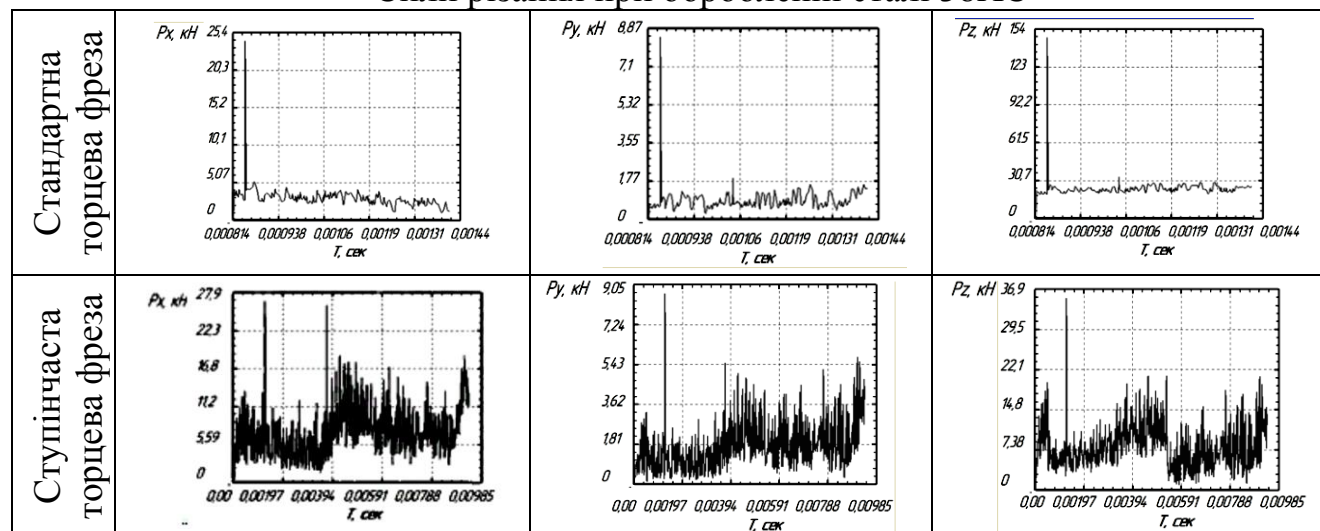 Стандартна
торцева фреза
Px, кН
25,4
20,3
15,2
10,1
5,07
0
0,000814 0,000938 0,00106 0,00119 0,00131 0,00144
T, сек
Py, кН
8,87
7,1
5,32
3,55
1,77
0
0,000814 0,000938 0,00106 0,00119 0,00131 0,00144
T, сек
Pz, кН
154
123
92,2
61,5
30,7
0
0,000814 0,000938 0,00106 0,00119 0,00131 0,00144
T, сек
Ступінчаста
торцева фреза
Px, кН
27,9
22,3
16,8
11,2
5,59
0
0,00 0,00197 0,00394 0,00591 0,00788 0,00985
T, сек
Py, кН
9,05
7,24
5,43
3,62
1,81
0
0,00 0,00197 0,00394 0,00591 0,00788 0,00985
T, сек
Pz, кН
36,9
29,5
22,1
14,8
7,38
0
0,00 0,00197 0,00394 0,00591 0,00788 0,00985
T, сек